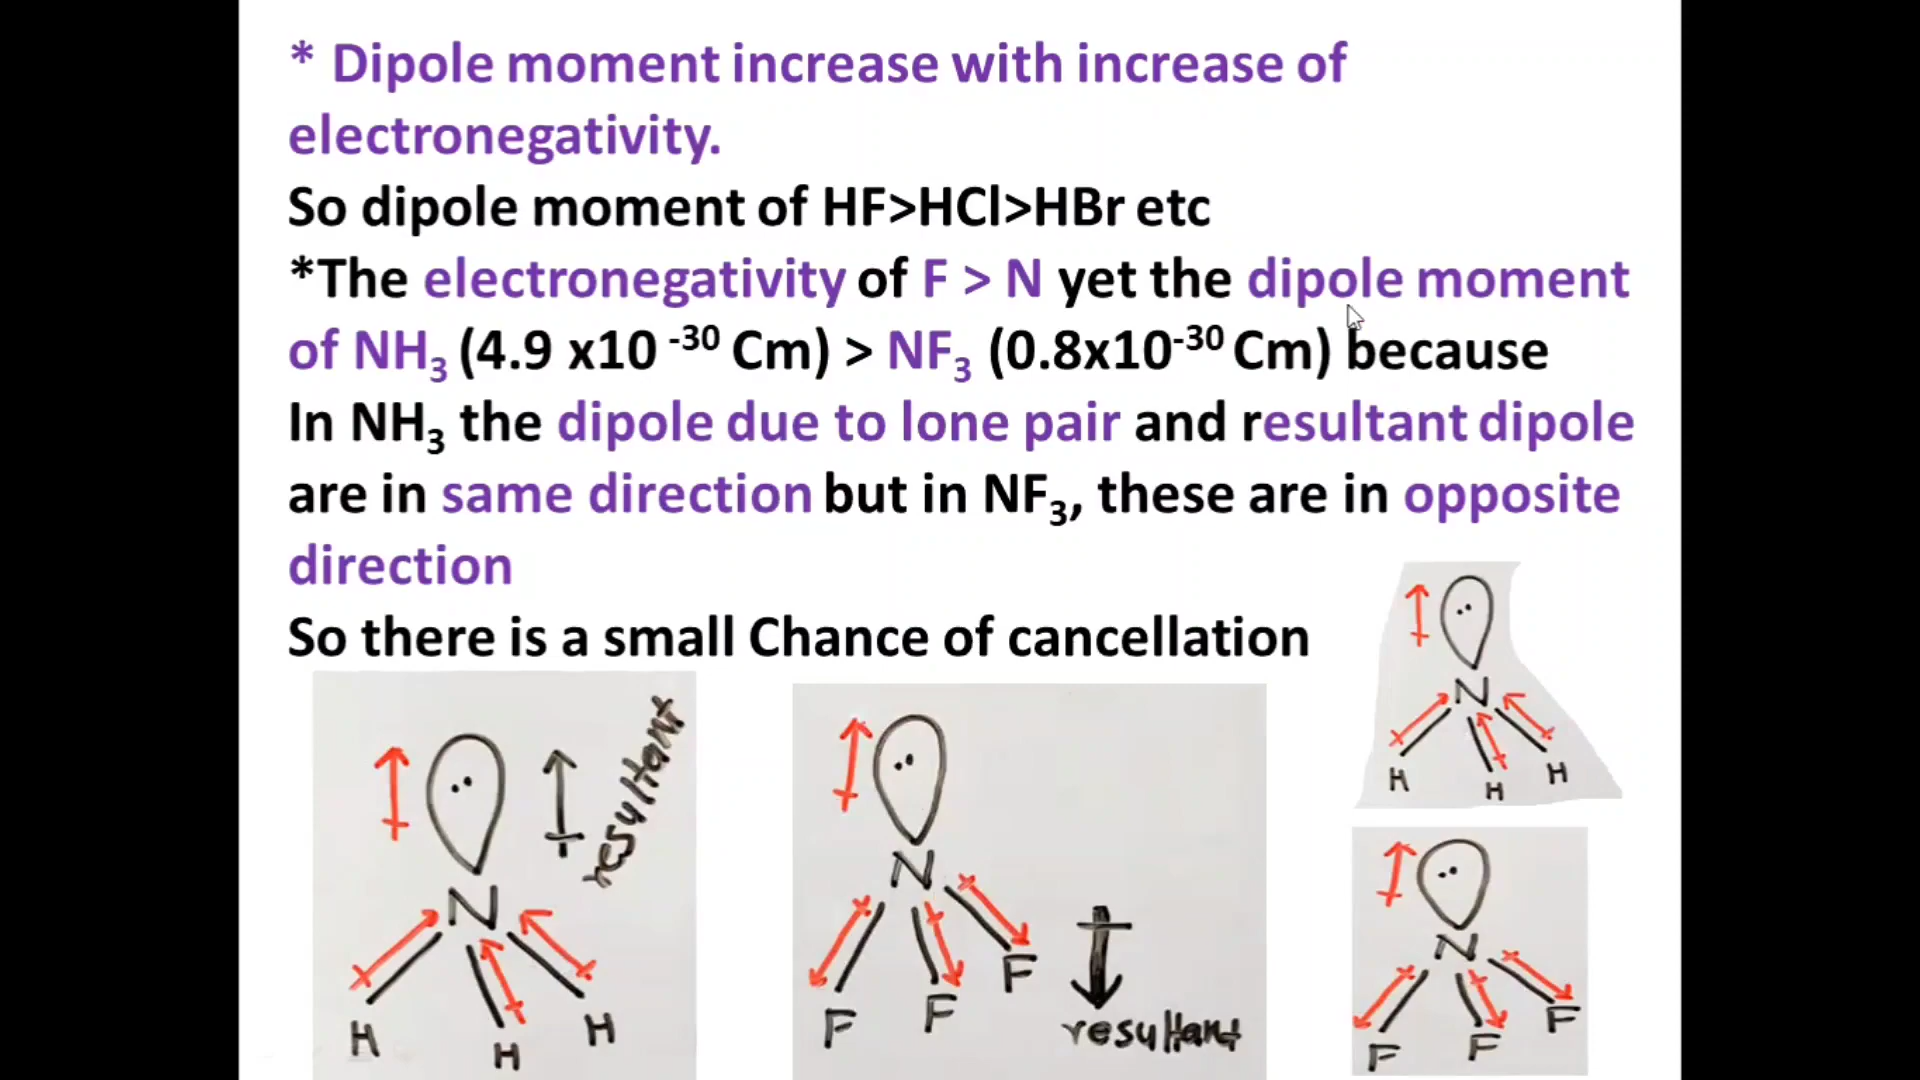 * Dipole moment increase with increase of
electronegativity.
So dipole moment of HF>HCl>HBr etc
*The electronegativity of F > N yet the dipole moment
of NH₃ (4.9 x10 ⁻³⁰ Cm) > NF₃ (0.8x10⁻³⁰ Cm) because
In NH₃ the dipole due to lone pair and resultant dipole
are in same direction but in NF₃, these are in opposite
direction
So there is a small Chance of cancellation
resultant
N
H H H
N
F F F
resultant
N
H H H
N
F F F